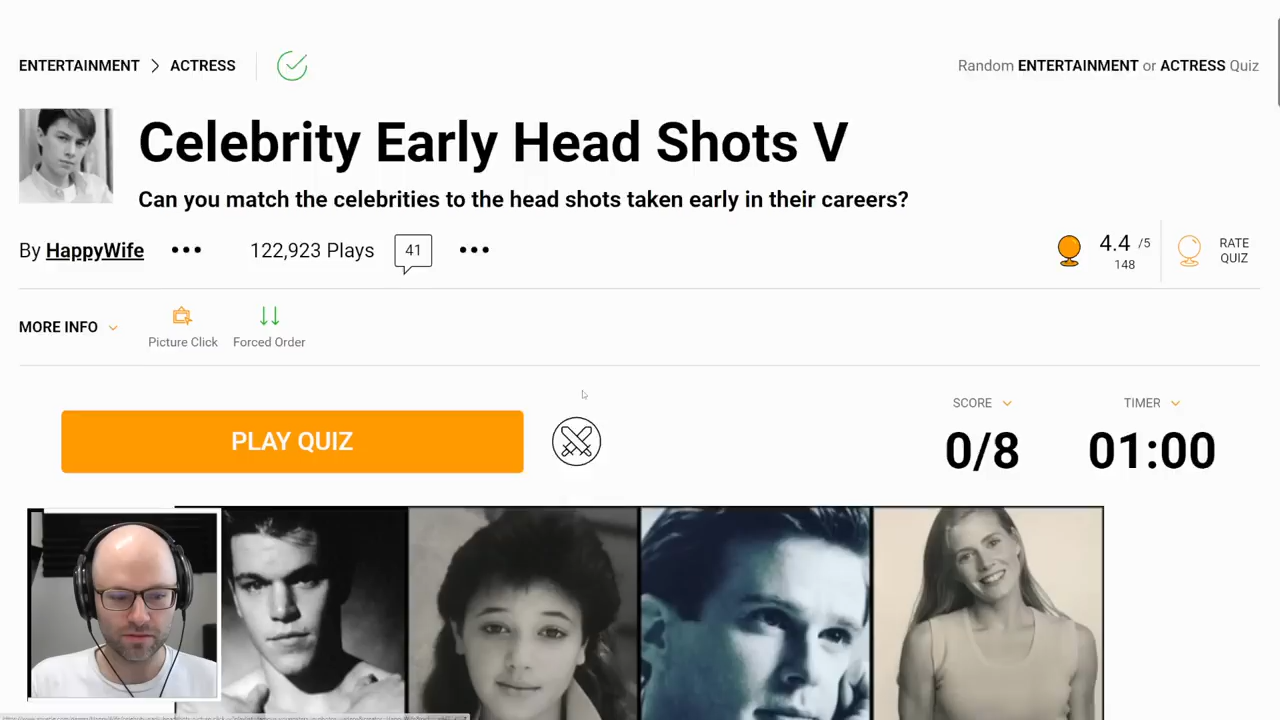 ENTERTAINMENT > ACTRESS
Random ENTERTAINMENT or ACTRESS Quiz
Celebrity Early Head Shots V
Can you match the celebrities to the head shots taken early in their careers?
By HappyWife ••• 122,923 Plays 41 •••
4.4 /5
148
RATE
QUIZ
MORE INFO
Picture Click
Forced Order
PLAY QUIZ
SCORE
0/8
TIMER
01:00